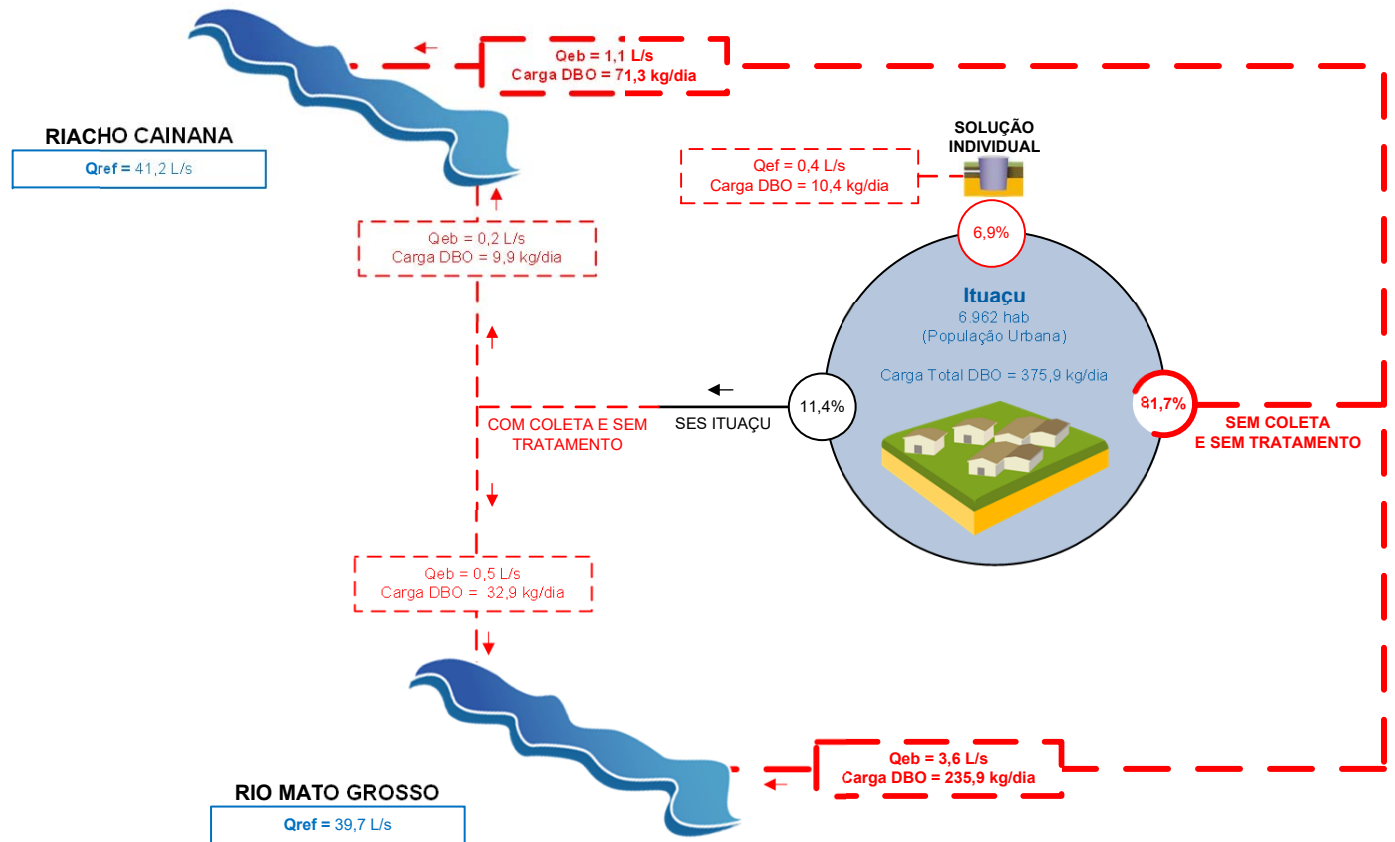 Qeb = 1,1 L/s
Carga DBO = 71,3 kg/dia
RIACHO CAINANA
Qref = 41,2 L/s
SOLUÇÃO
INDIVIDUAL
Qef = 0,4 L/s
Carga DBO = 10,4 kg/dia
6,9%
Qeb = 0,2 L/s
Carga DBO = 9,9 kg/dia
Ituaçu
6.962 hab
(População Urbana)
Carga Total DBO = 375,9 kg/dia
11,4%
81,7%
COM COLETA E SEM
TRATAMENTO
SES ITUAÇU
SEM COLETA
E SEM TRATAMENTO
Qeb = 0,5 L/s
Carga DBO = 32,9 kg/dia
Qeb = 3,6 L/s
Carga DBO = 235,9 kg/dia
RIO MATO GROSSO
Qref = 39,7 L/s